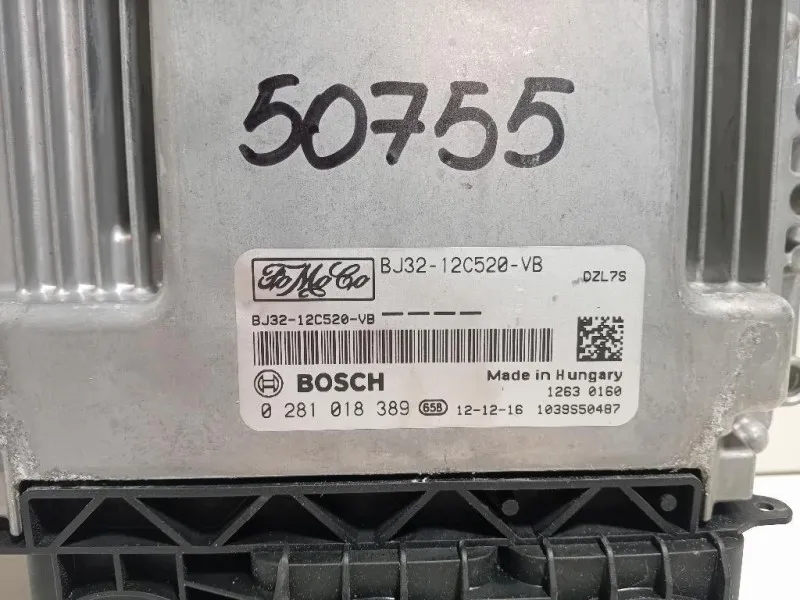 50755
FoMoCo BJ32-12C520-VB DZL7S
BJ32-12C520-VB ----
BOSCH Made in Hungary
1263 0160
0 281 018 389 65B 12-12-16 1039S50487